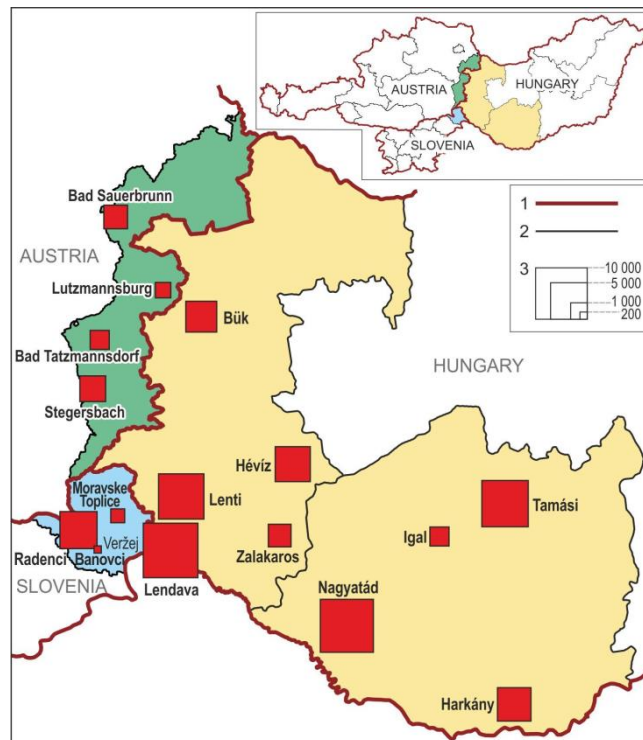 AUSTRIA
HUNGARY
SLOVENIA
1
2
3
10 000
5 000
1 000
200
Bad Sauerbrunn
AUSTRIA
Lutzmannsburg
Bük
Bad Tatzmannsdorf
HUNGARY
Stegersbach
Hévíz
Moravske
Toplice
Lenti
Tamási
Veržej
Igal
Radenci
Banovci
Zalakaros
SLOVENIA
Lendava
Nagyatád
Harkány